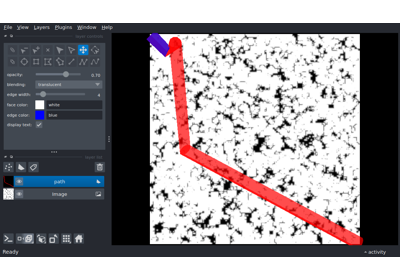 File View Layers Plugins Window Help
opacity: 0.70
blending: translucent
edge width:
face color: white
edge color: blue
display text:
path
Image
Ready
activity